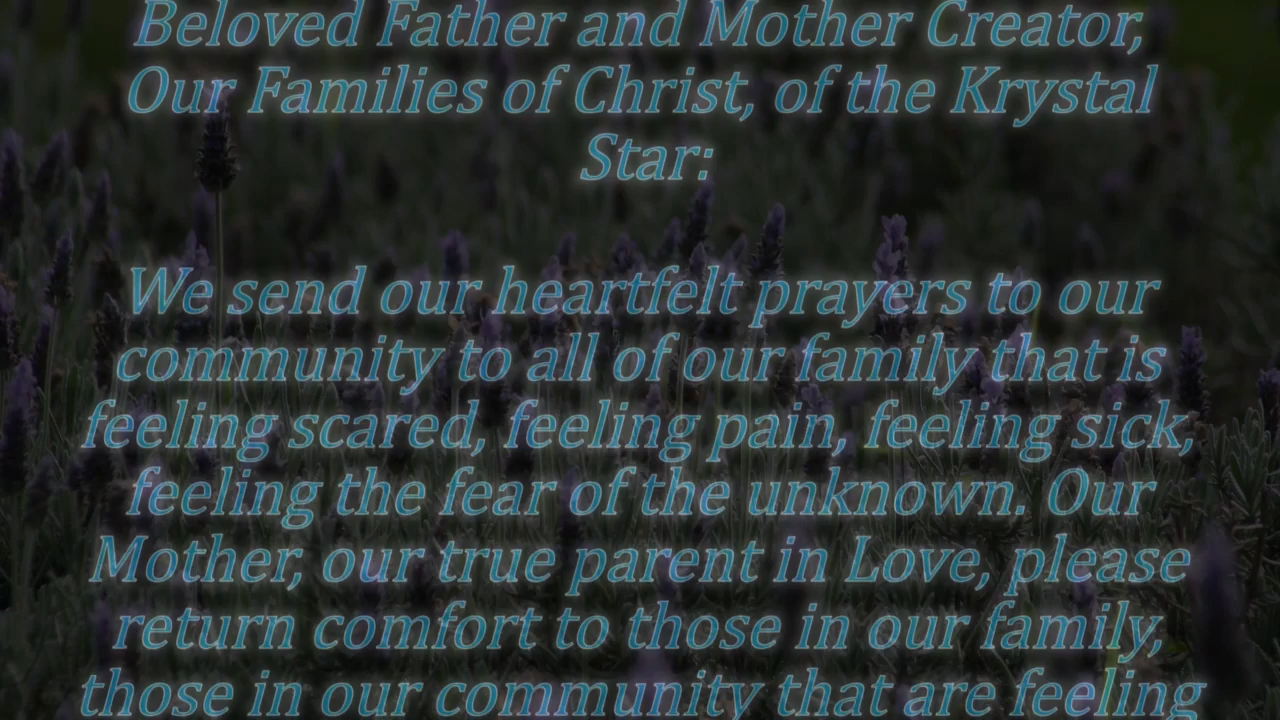 Beloved Father and Mother Creator,
Our Families of Christ, of the Krystal
Star:
We send our heartfelt prayers to our
community to all of our family that is
feeling scared, feeling pain, feeling sick,
feeling the fear of the unknown. Our
Mother, our true parent in Love, please
return comfort to those in our family,
those in our community that are feeling